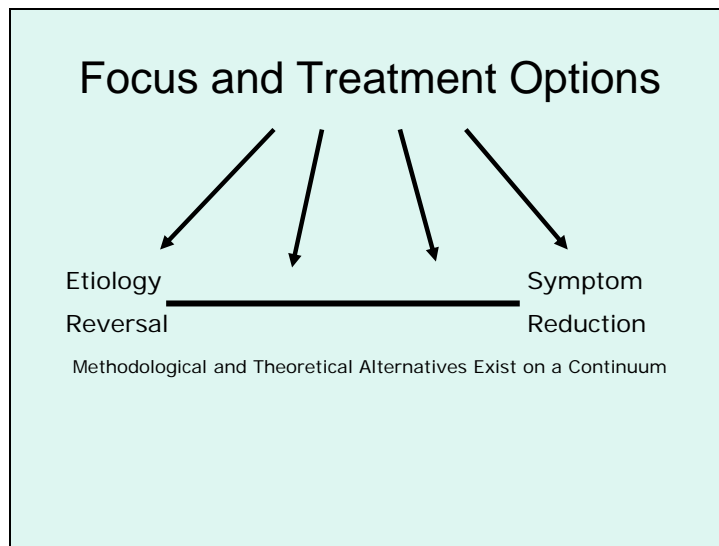 Focus and Treatment Options
Etiology
Reversal
Symptom
Reduction
Methodological and Theoretical Alternatives Exist on a Continuum